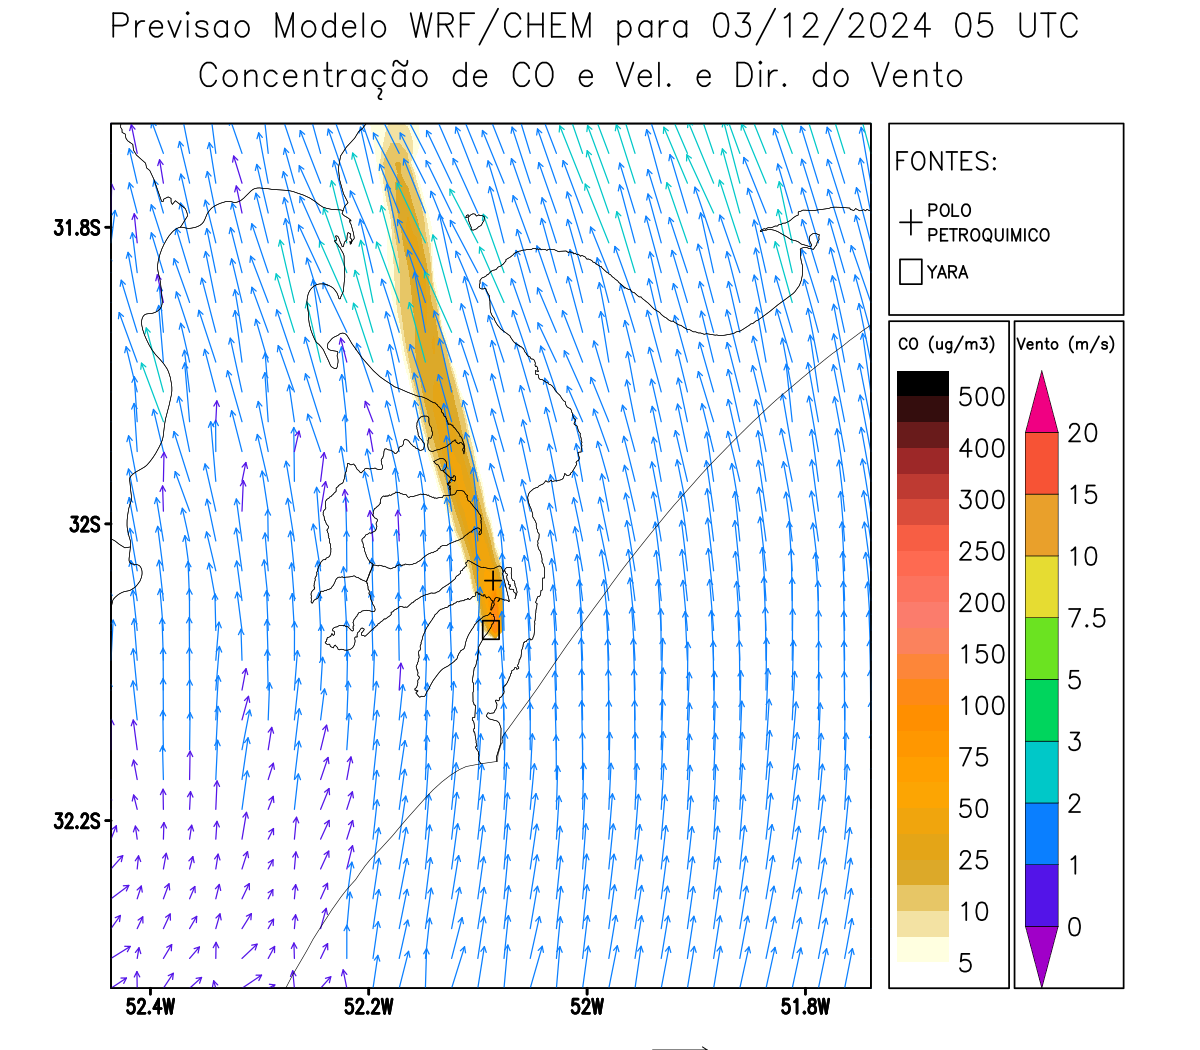 Previsao Modelo WRF/CHEM para 03/12/2024 05 UTC
Concentração de CO e Vel. e Dir. do Vento
FONTES:
POLO
PETROQUIMICO
YARA
CO (ug/m3)
500
400
300
250
200
150
100
75
50
25
10
5
Vento (m/s)
20
15
10
7.5
5
3
2
1
0
31.8S
32S
32.2S
52.4W
52.2W
52W
51.8W